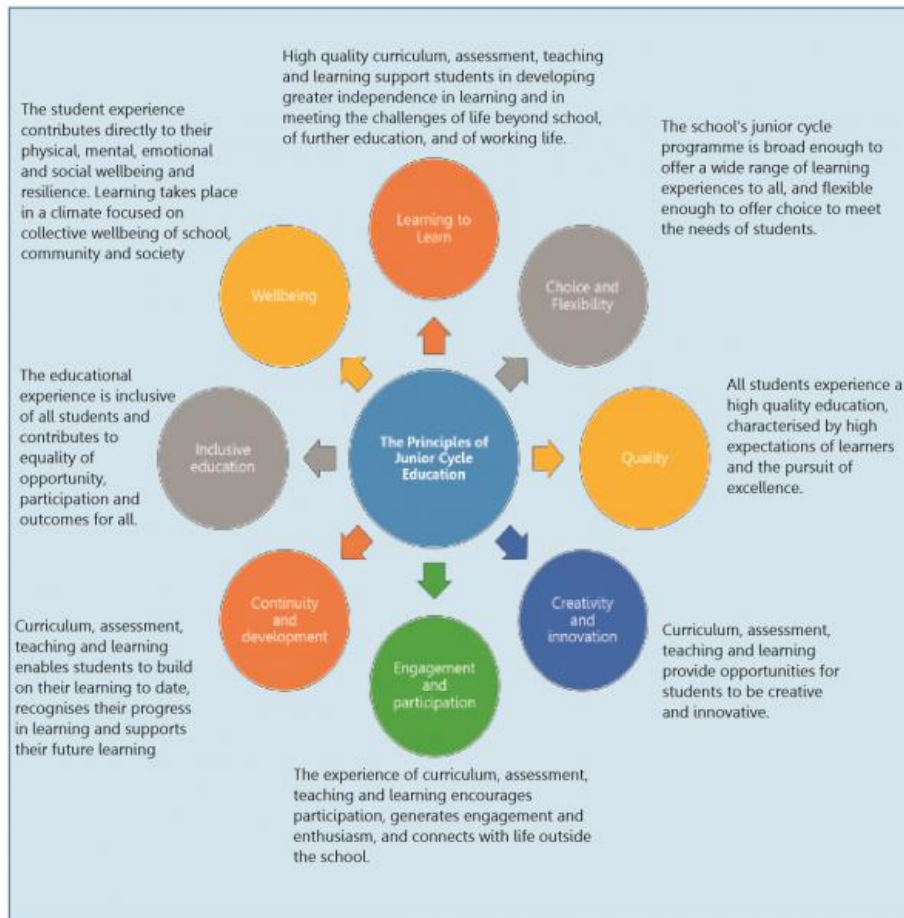 High quality curriculum, assessment, teaching
and learning support students in developing
greater independence in learning and in
meeting the challenges of life beyond school,
of further education, and of working life.
The student experience
contributes directly to their
physical, mental, emotional
and social wellbeing and
resilience. Learning takes place
in a climate focused on
collective wellbeing of school,
community and society
The school's junior cycle
programme is broad enough to
offer a wide range of learning
experiences to all, and flexible
enough to offer choice to meet
the needs of students.
Learning to
Learn
Wellbeing
Choice and
Flexibility
The educational
experience is inclusive
of all students and
contributes to
equality of
opportunity,
participation and
outcomes for all.
Inclusive
education
The Principles of
Junior Cycle
Education
Quality
All students experience a
high quality education,
characterised by high
expectations of learners
and the pursuit of
excellence.
Continuity
and
development
Creativity
and
innovation
Curriculum, assessment,
teaching and learning
enables students to build
on their learning to date,
recognises their progress
in learning and supports
their future learning
Engagement
and
participation
Curriculum, assessment,
teaching and learning
provide opportunities for
students to be creative
and innovative.
The experience of curriculum, assessment,
teaching and learning encourages
participation, generates engagement and
enthusiasm, and connects with life outside
the school.